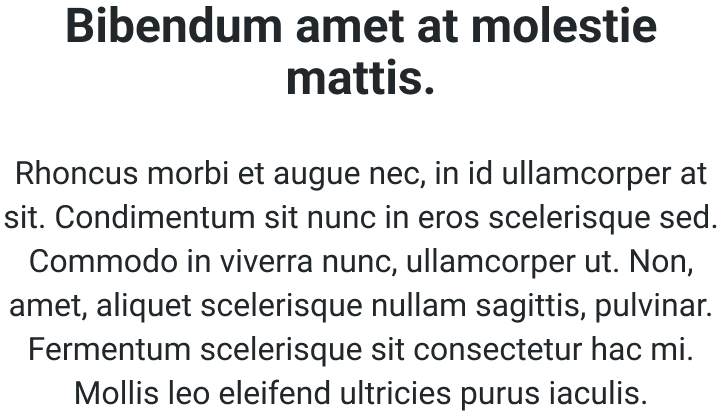 Bibendum amet at molestie
mattis.
Rhoncus morbi et augue nec, in id ullamcorper at
sit. Condimentum sit nunc in eros scelerisque sed.
Commodo in viverra nunc, ullamcorper ut. Non,
amet, aliquet scelerisque nullam sagittis, pulvinar.
Fermentum scelerisque sit consectetur hac mi.
Mollis leo eleifend ultricies purus iaculis.